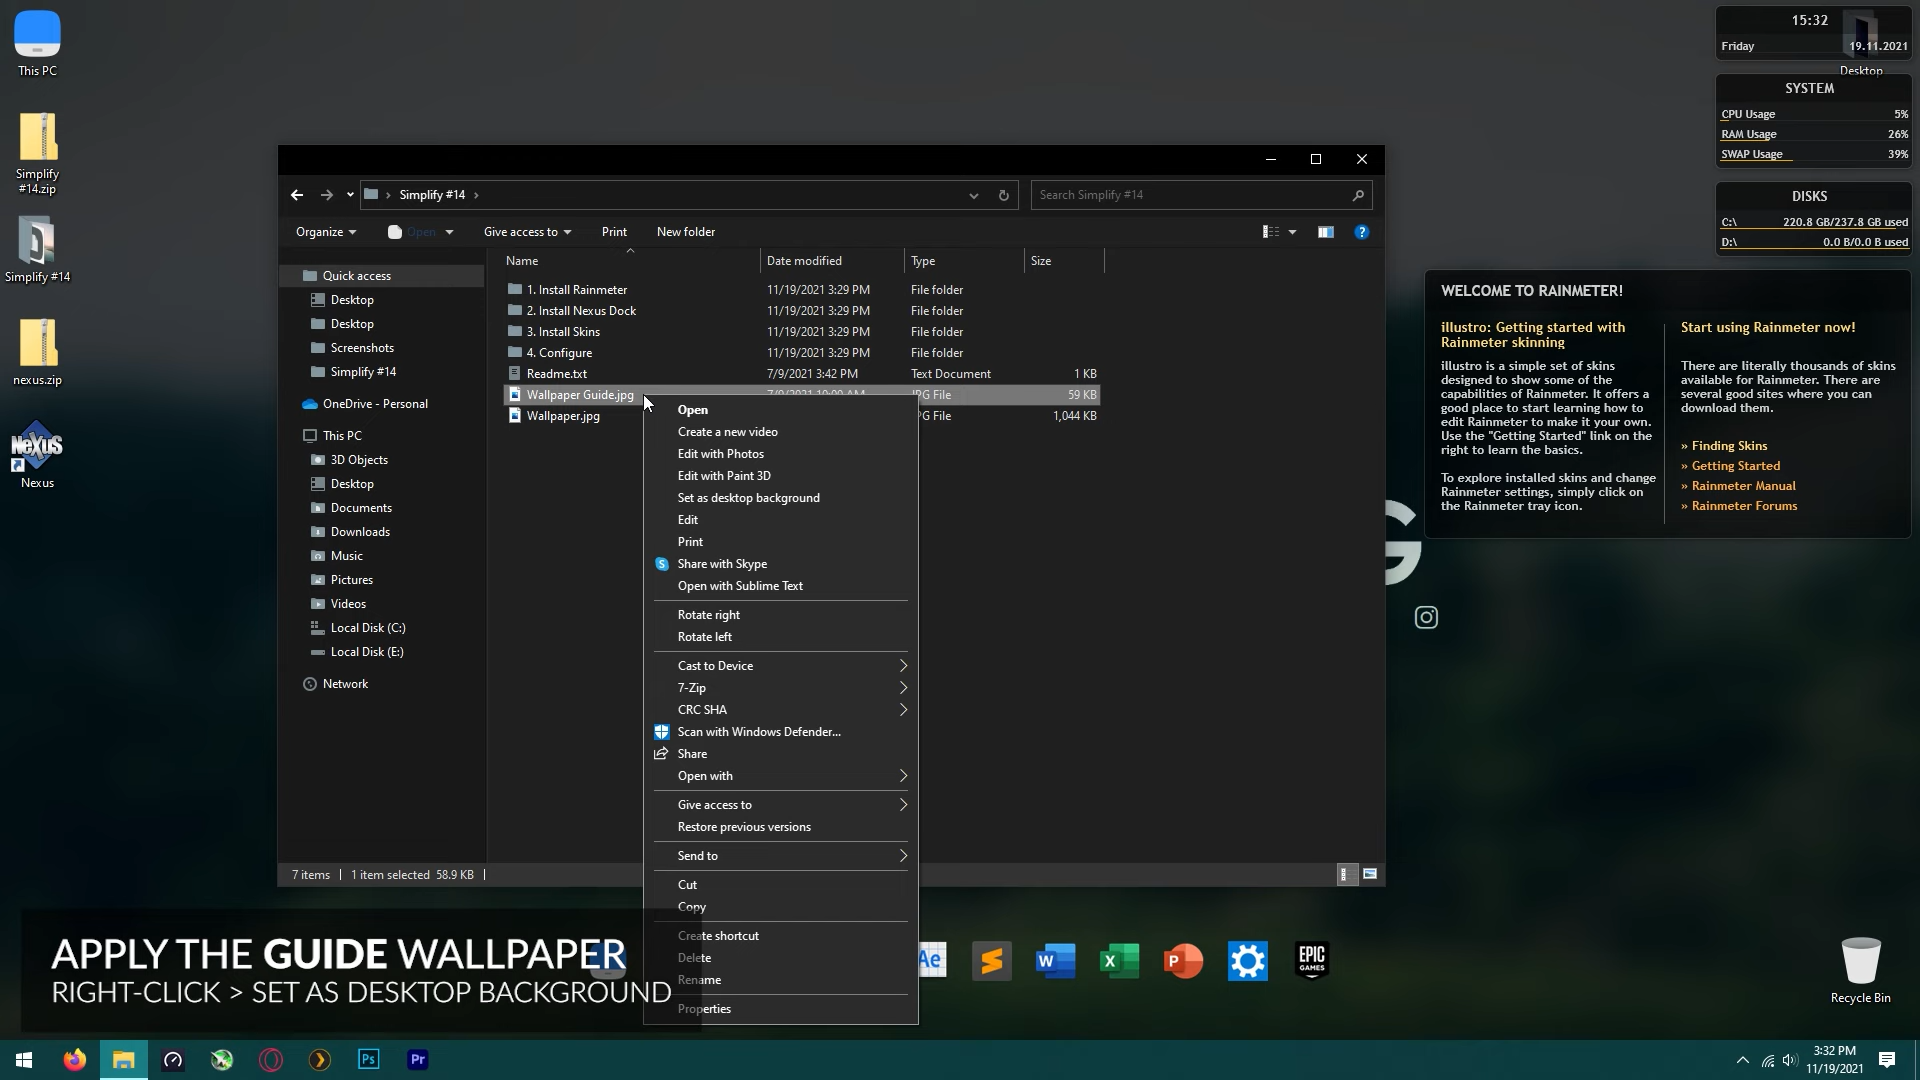 This PC
Simplify #14.zip
Simplify #14
nexus.zip
NeXuS
Nexus
Simplify #14
Search Simplify #14
Organize
Open
Give access to
Print
New folder
Name
Date modified
Type
Size
Quick access
Desktop
Desktop
Screenshots
Simplify #14
OneDrive - Personal
This PC
3D Objects
Desktop
Documents
Downloads
Music
Pictures
Videos
Local Disk (C:)
Local Disk (E:)
Network
1. Install Rainmeter 11/19/2021 3:29 PM File folder
2. Install Nexus Dock 11/19/2021 3:29 PM File folder
3. Install Skins 11/19/2021 3:29 PM File folder
4. Configure 11/19/2021 3:29 PM File folder
Readme.txt 7/9/2021 3:42 PM Text Document 1 KB
Wallpaper Guide.jpg PG File 59 KB
Wallpaper.jpg PG File 1,044 KB
Open
Create a new video
Edit with Photos
Edit with Paint 3D
Set as desktop background
Edit
Print
Share with Skype
Open with Sublime Text
Rotate right
Rotate left
Cast to Device
7-Zip
CRC SHA
Scan with Windows Defender...
Share
Open with
Give access to
Restore previous versions
Send to
Cut
Copy
Create shortcut
Delete
Rename
Properties
7 items
1 item selected 58.9 KB
15:32
Friday 19.11.2021
Desktop
SYSTEM
CPU Usage 5%
RAM Usage 26%
SWAP Usage 39%
DISKS
C:\ 220.8 GB/237.8 GB used
D:\ 0.0 B/0.0 B used
WELCOME TO RAINMETER!
illustro: Getting started with
Rainmeter skinning
illustro is a simple set of skins
designed to show some of the
capabilities of Rainmeter. It offers a
good place to start learning how to
edit Rainmeter to make it your own.
Use the "Getting Started" link on the
right to learn the basics.
To explore installed skins and change
Rainmeter settings, simply click on
the Rainmeter tray icon.
Start using Rainmeter now!
There are literally thousands of skins
available for Rainmeter. There are
several good sites where you can
download them.
» Finding Skins
» Getting Started
» Rainmeter Manual
» Rainmeter Forums
APPLY THE GUIDE WALLPAPER
RIGHT-CLICK > SET AS DESKTOP BACKGROUND
Ae
W
X
P
EPIC
GAMES
Recycle Bin
Ps
Pr
3:32 PM
11/19/2021